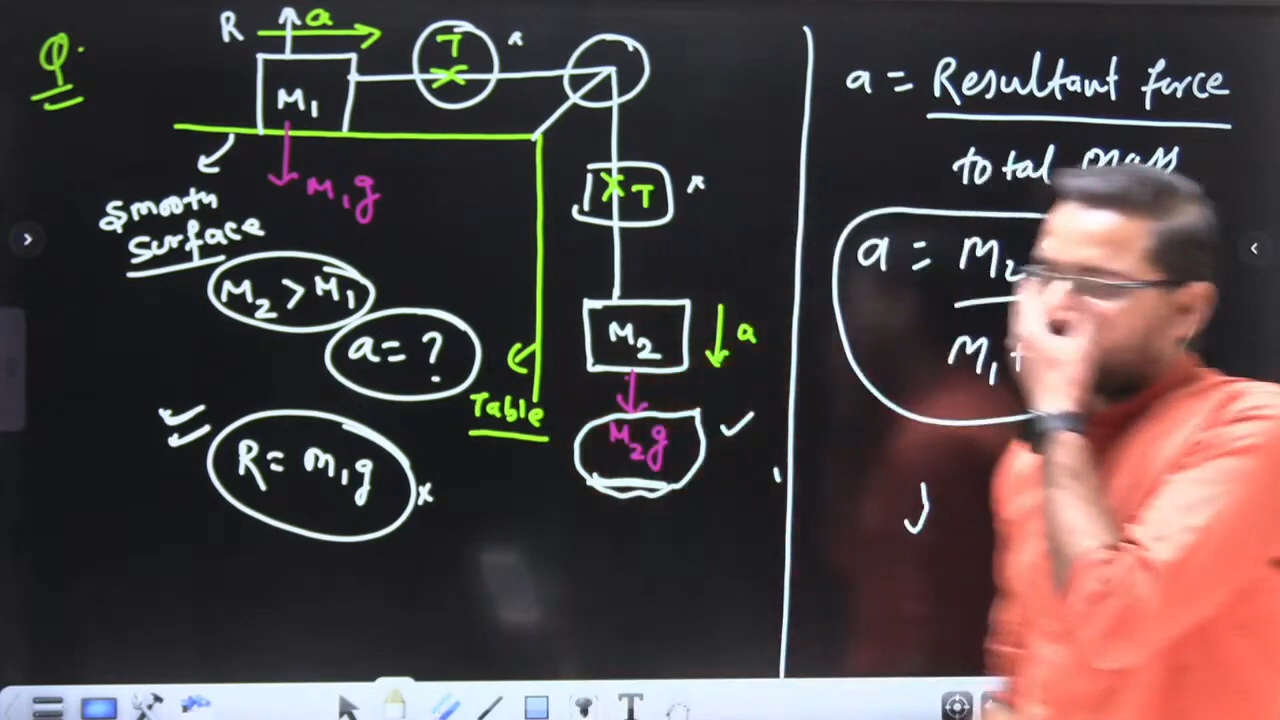 Q.
R a
T
M1
M1g
Smooth
Surface
M2 > M1
a = ?
T
M2
a
Table
M2g
R = m1g
a = Resultant force
total mass
a = m2
m1 +